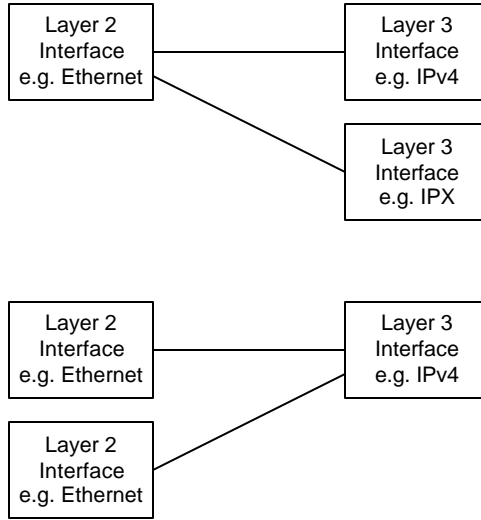 Layer 2
Interface
e.g. Ethernet
Layer 3
Interface
e.g. IPv4
Layer 3
Interface
e.g. IPX
Layer 2
Interface
e.g. Ethernet
Layer 3
Interface
e.g. IPv4
Layer 2
Interface
e.g. Ethernet